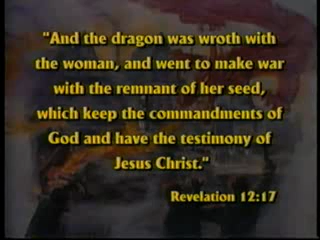 "And the dragon was wroth with
the woman, and went to make war
with the remnant of her seed,
which keep the commandments of
God and have the testimony of
Jesus Christ."
Revelation 12:17